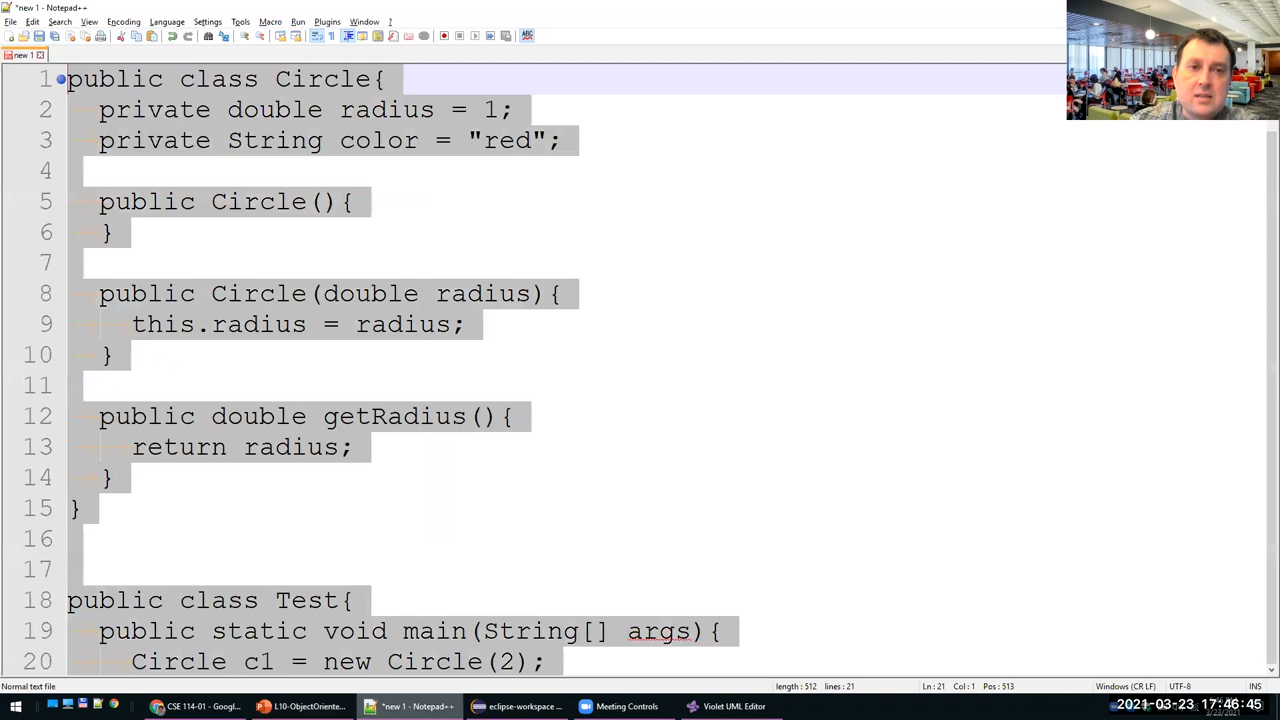 *new 1 - Notepad++
File Edit Search View Encoding Language Settings Tools Macro Run Plugins Window ?
new 1
1 public class Circle{
2 private double radius = 1;
3 private String color = "red";
4
5 public Circle(){
6 }
7
8 public Circle(double radius){
9 this.radius = radius;
10 }
11
12 public double getRadius(){
13 return radius;
14 }
15 }
16
17
18 public class Test{
19 public static void main(String[] args){
20 Circle c1 = new Circle(2);
Normal text file length : 512 lines : 21 Ln : 21 Col : 1 Pos : 513 Windows (CR LF) UTF-8 INS
CSE 114-01 - Googl... L10-ObjectOriente... *new 1 - Notepad++ eclipse-workspace ... Meeting Controls Violet UML Editor
2021-03-23 17:46:45
3/23/2021